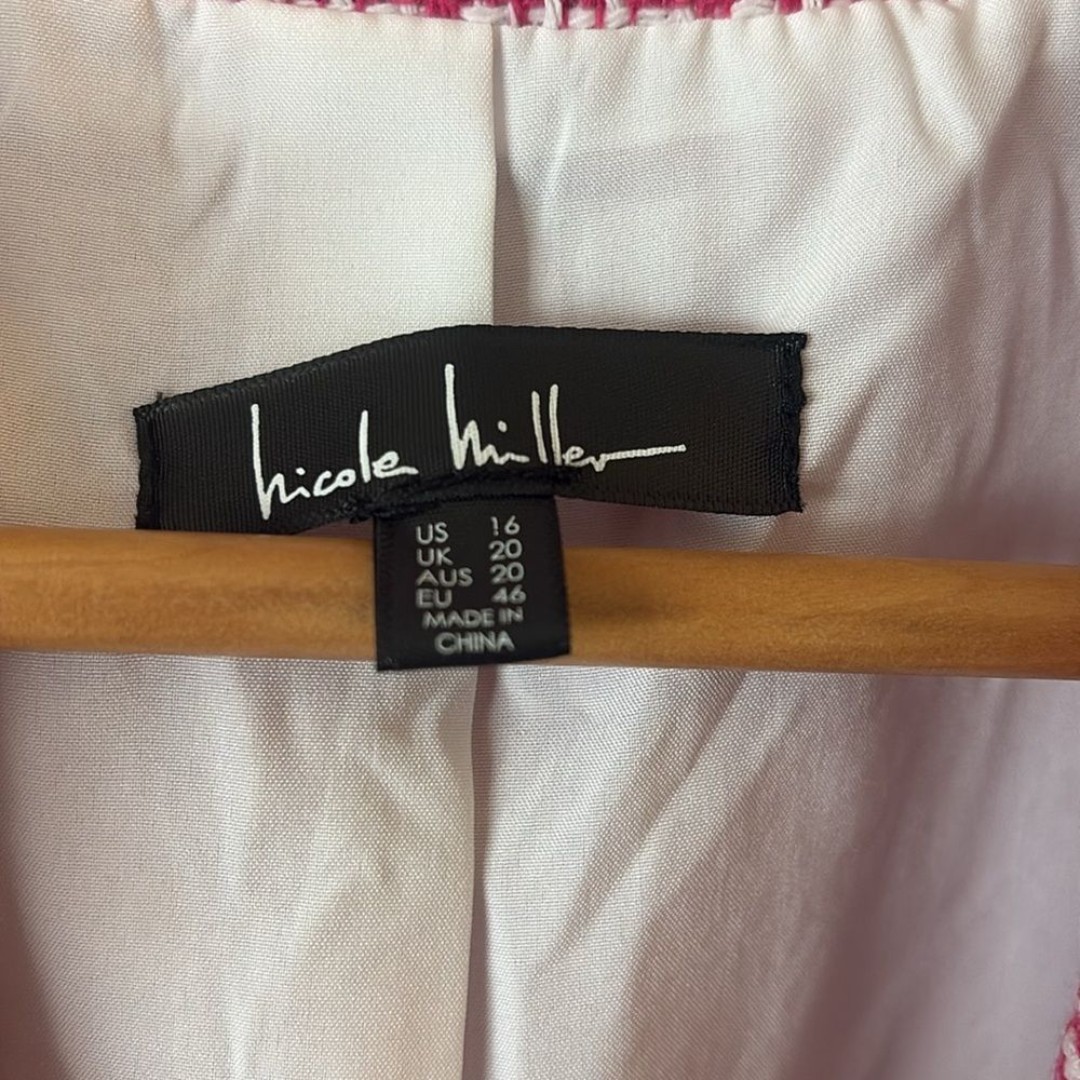 nicole miller
US 16
UK 20
AUS 20
EU 46
MADE IN
CHINA